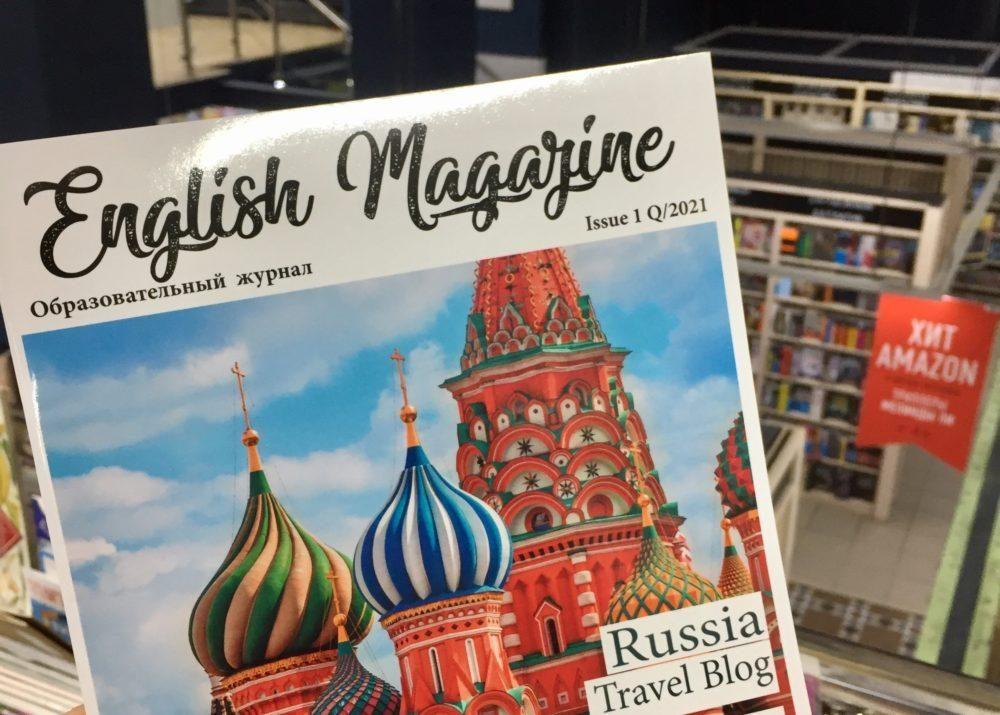 English Magazine
Issue 1 Q/2021
Образовательный журнал
Russia
Travel Blog
ХИТ
AMAZON